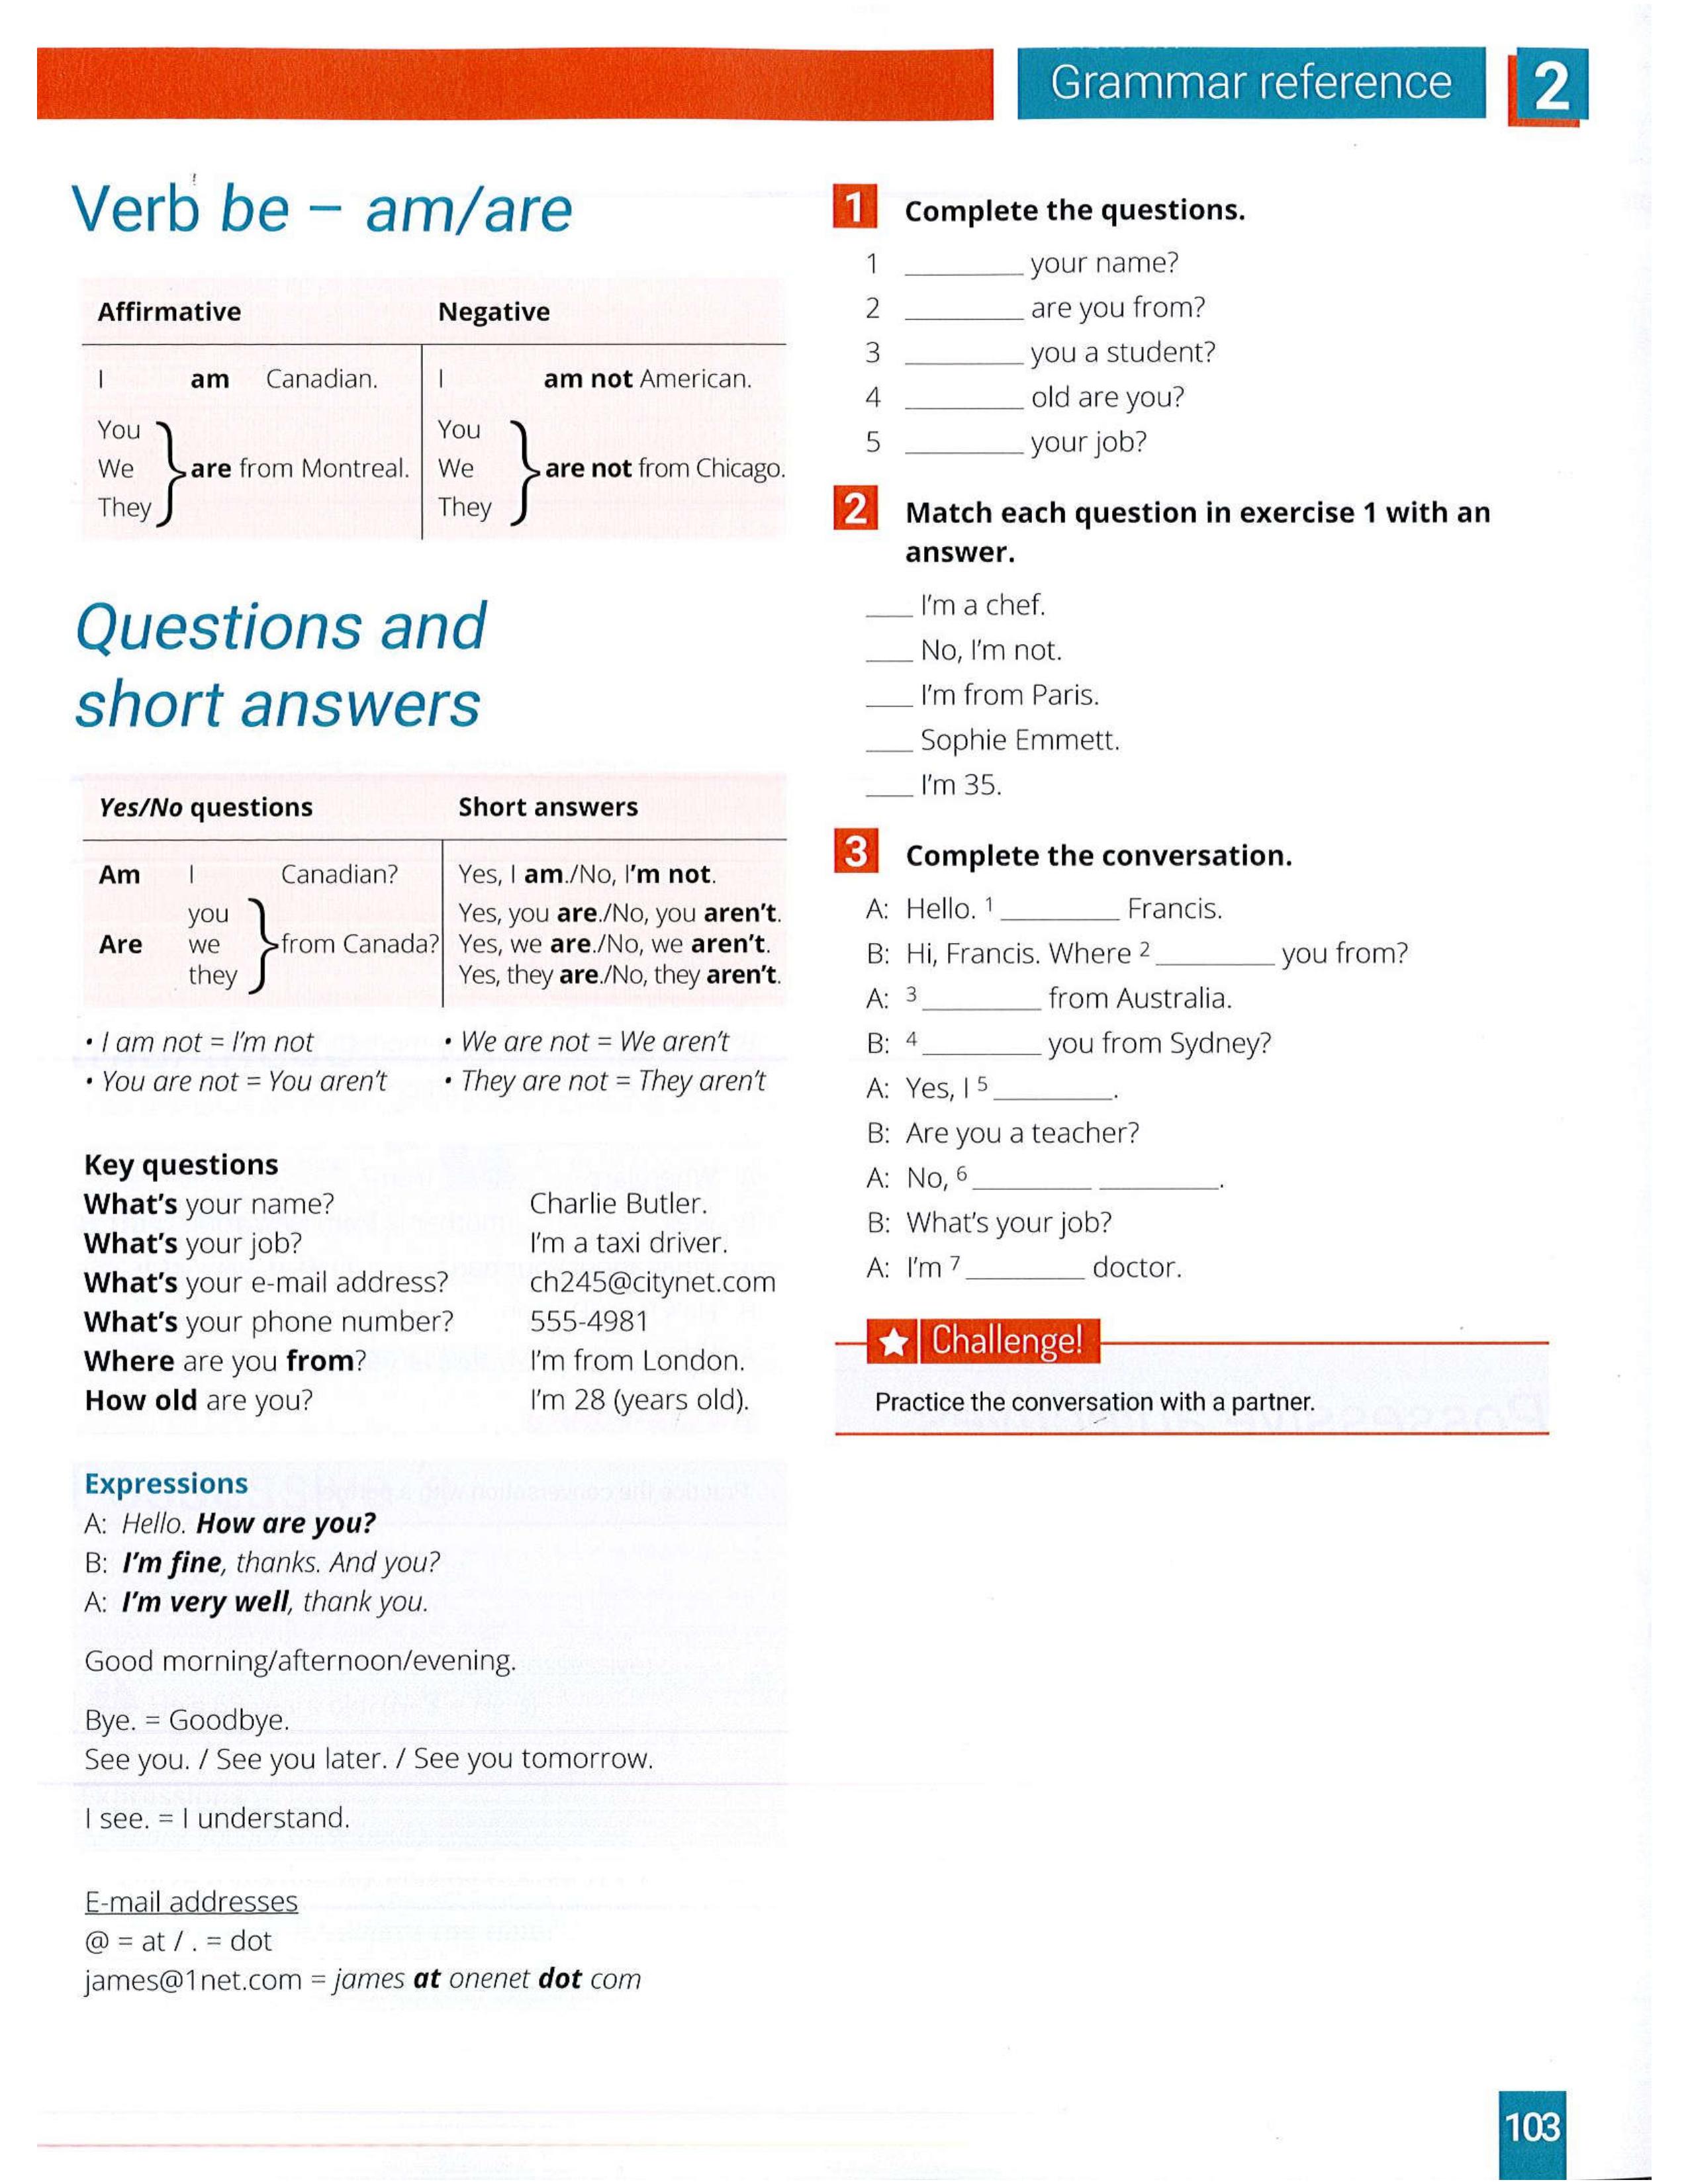 Grammar reference 2
Verb be – am/are
Affirmative Negative
I am Canadian. I am not American.
You You
We are from Montreal. We are not from Chicago.
They They
Questions and
short answers
Yes/No questions Short answers
Am I Canadian? Yes, I am./No, I'm not.
you Yes, you are./No, you aren't.
Are we from Canada? Yes, we are./No, we aren't.
they Yes, they are./No, they aren't.
• I am not = I'm not • We are not = We aren't
• You are not = You aren't • They are not = They aren't
Key questions
What's your name? Charlie Butler.
What's your job? I'm a taxi driver.
What's your e-mail address? ch245@citynet.com
What's your phone number? 555-4981
Where are you from? I'm from London.
How old are you? I'm 28 (years old).
Expressions
A: Hello. How are you?
B: I'm fine, thanks. And you?
A: I'm very well, thank you.
Good morning/afternoon/evening.
Bye. = Goodbye.
See you. / See you later. / See you tomorrow.
I see. = I understand.
E-mail addresses
@ = at / . = dot
james@1net.com = james at onenet dot com
1 Complete the questions.
1 ________ your name?
2 ________ are you from?
3 ________ you a student?
4 ________ old are you?
5 ________ your job?
2 Match each question in exercise 1 with an
answer.
___ I'm a chef.
___ No, I'm not.
___ I'm from Paris.
___ Sophie Emmett.
___ I'm 35.
3 Complete the conversation.
A: Hello. 1 ________ Francis.
B: Hi, Francis. Where 2 ________ you from?
A: 3 ________ from Australia.
B: 4 ________ you from Sydney?
A: Yes, I 5 ________.
B: Are you a teacher?
A: No, 6 ________ ________.
B: What's your job?
A: I'm 7 ________ doctor.
Challenge!
Practice the conversation with a partner.
103